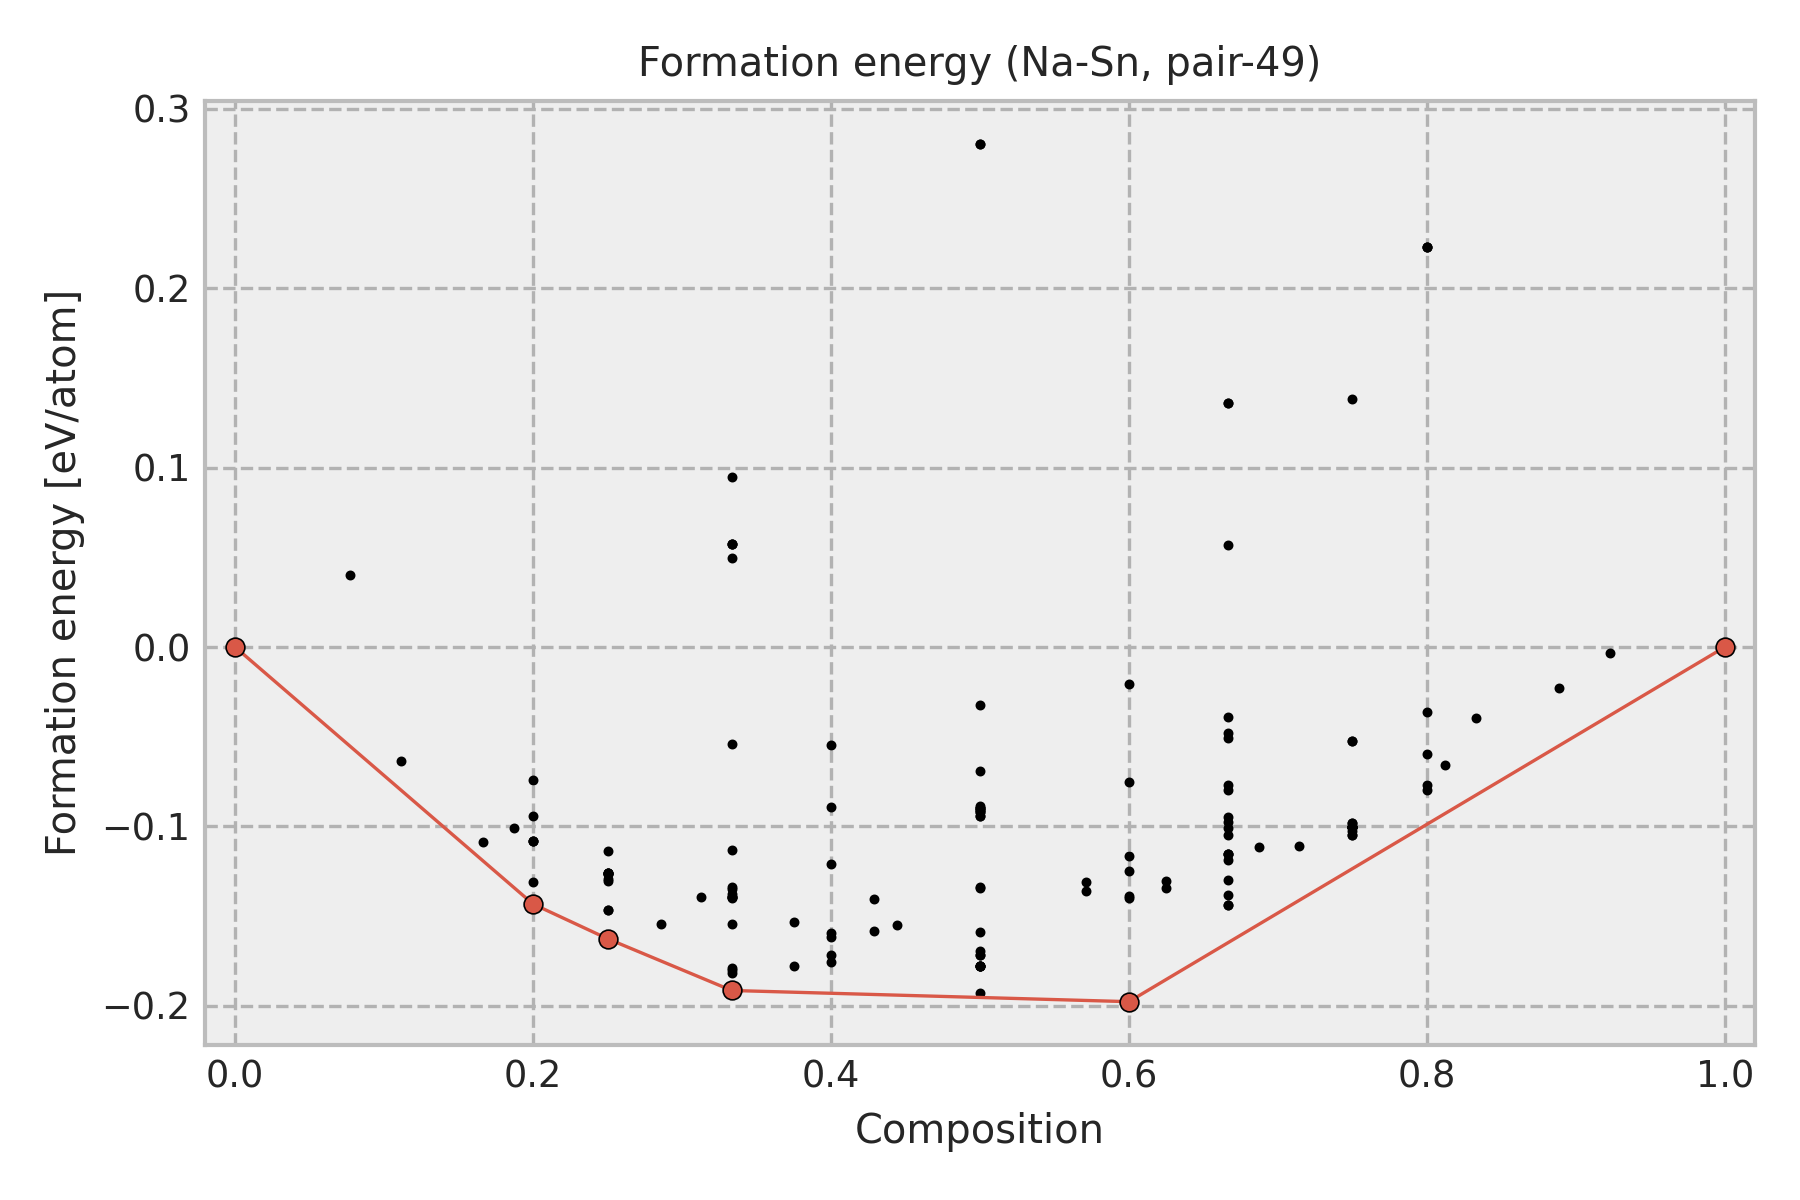 Formation energy (Na-Sn, pair-49)
Formation energy [eV/atom]
0.3
0.2
0.1
0.0
−0.1
−0.2
0.0 0.2 0.4 0.6 0.8 1.0
Composition